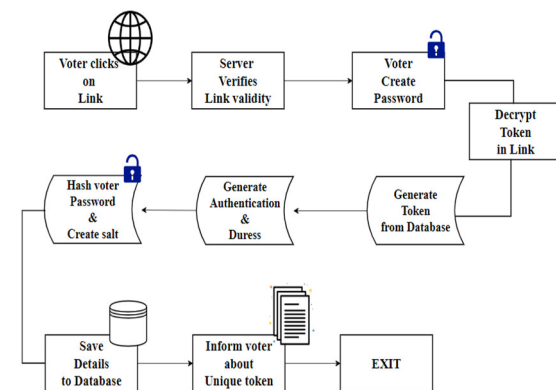 Voter clicks
on
Link
Server
Verifies
Link validity
Voter
Create
Password
Decrypt
Token
in Link
Generate
Token
from Database
Generate
Authentication
&
Duress
Hash voter
Password
&
Create salt
Save
Details
to Database
Inform voter
about
Unique token
EXIT